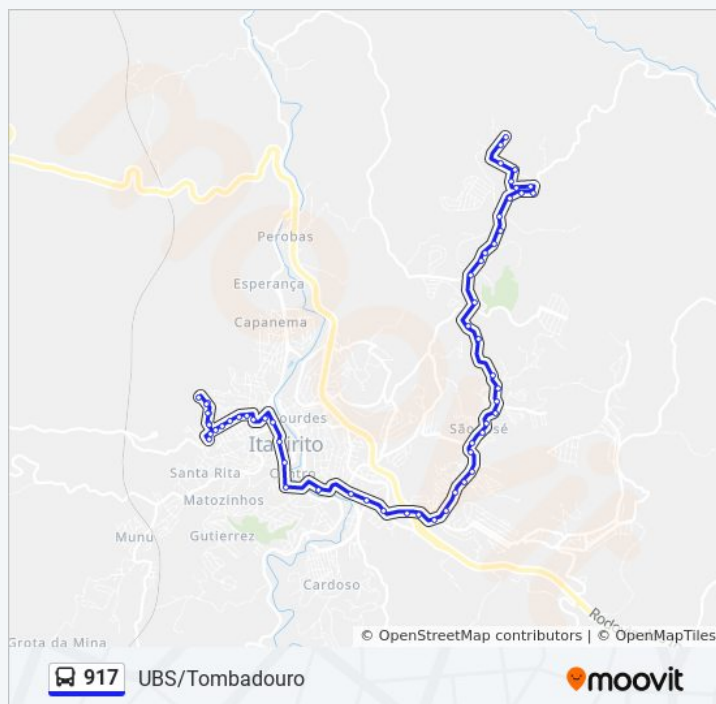 Perobas
Esperança
Capanema
Lourdes
Itabirito
São José
Santa Rita
Centro
Matozinhos
Munu
Gutierrez
Cardoso
Grota da Mina
© OpenStreetMap contributors | © OpenMapTiles
917 UBS/Tombadouro
moovit